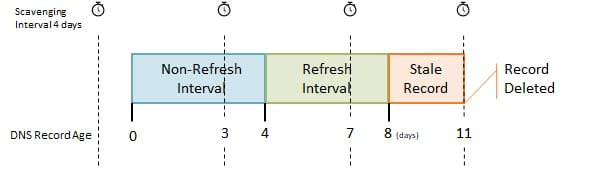 Scavenging
Interval 4 days
Non-Refresh
Interval
Refresh
Interval
Stale
Record
Record
Deleted
DNS Record Age 0 3 4 7 8 (days) 11